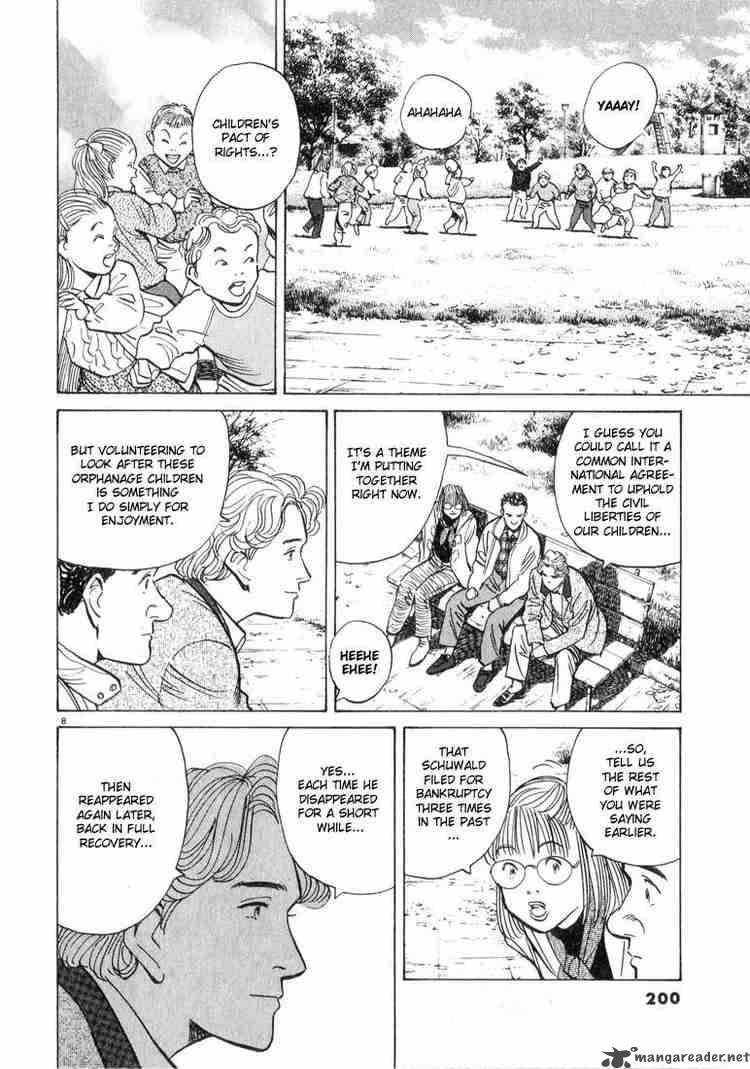 CHILDREN'S
PACT OF
RIGHTS...?
AHAHAHA
YAAAY!
BUT VOLUNTEERING TO
LOOK AFTER THESE
ORPHANAGE CHILDREN
IS SOMETHING
I DO SIMPLY FOR
ENJOYMENT.
IT'S A THEME
I'M PUTTING
TOGETHER
RIGHT NOW.
I GUESS YOU
COULD CALL IT A
COMMON INTER-
NATIONAL AGREE-
MENT TO UPHOLD
THE CIVIL
LIBERTIES OF
OUR CHILDREN...
HEEHE
EHEE!
8
THEN
REAPPEARED
AGAIN LATER,
BACK IN FULL
RECOVERY...
YES...
EACH TIME HE
DISAPPEARED
FOR A SHORT
WHILE...
THAT
SCHUWALD
FILED FOR
BANKRUPTCY
THREE TIMES
IN THE PAST
...
...SO,
TELL US
THE REST
OF WHAT
YOU WERE
SAYING
EARLIER.
200
mangareader.net